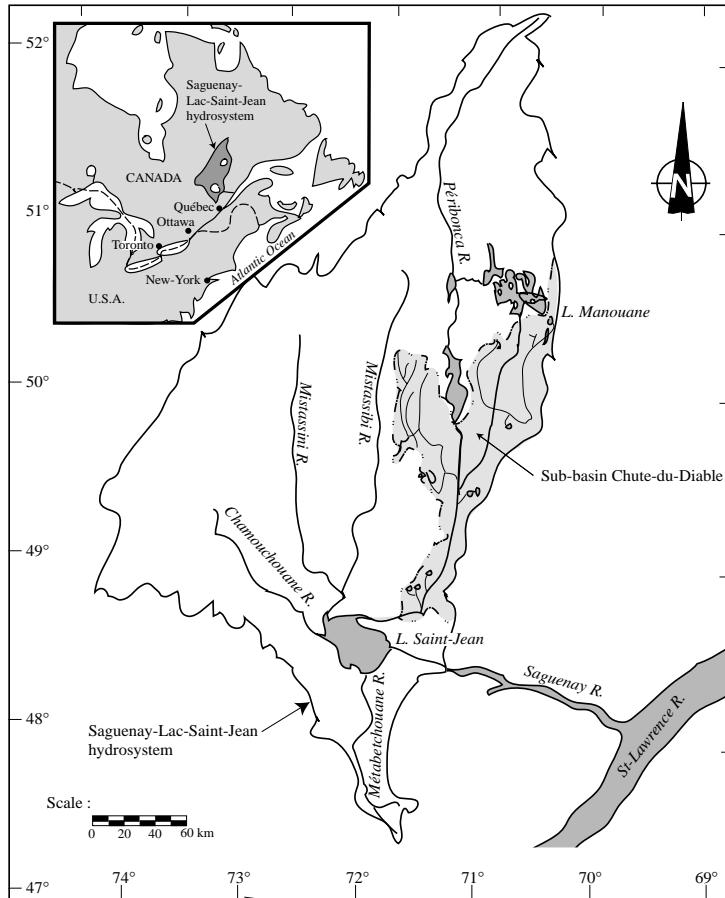 52°
51°
50°
49°
48°
47°
Saguenay-
Lac-Saint-Jean
hydrosystem
CANADA
Québec
Ottawa
Toronto
New-York
U.S.A.
Atlantic Ocean
N
Péribonca R.
L. Manouane
Mistassini R.
Mistassibi R.
Sub-basin Chute-du-Diable
Chamouchouane R.
L. Saint-Jean
Saguenay R.
St-Lawrence R.
Métabetchouane R.
Saguenay-Lac-Saint-Jean
hydrosystem
Scale :
0 20 40 60 km
74° 73° 72° 71° 70° 69°